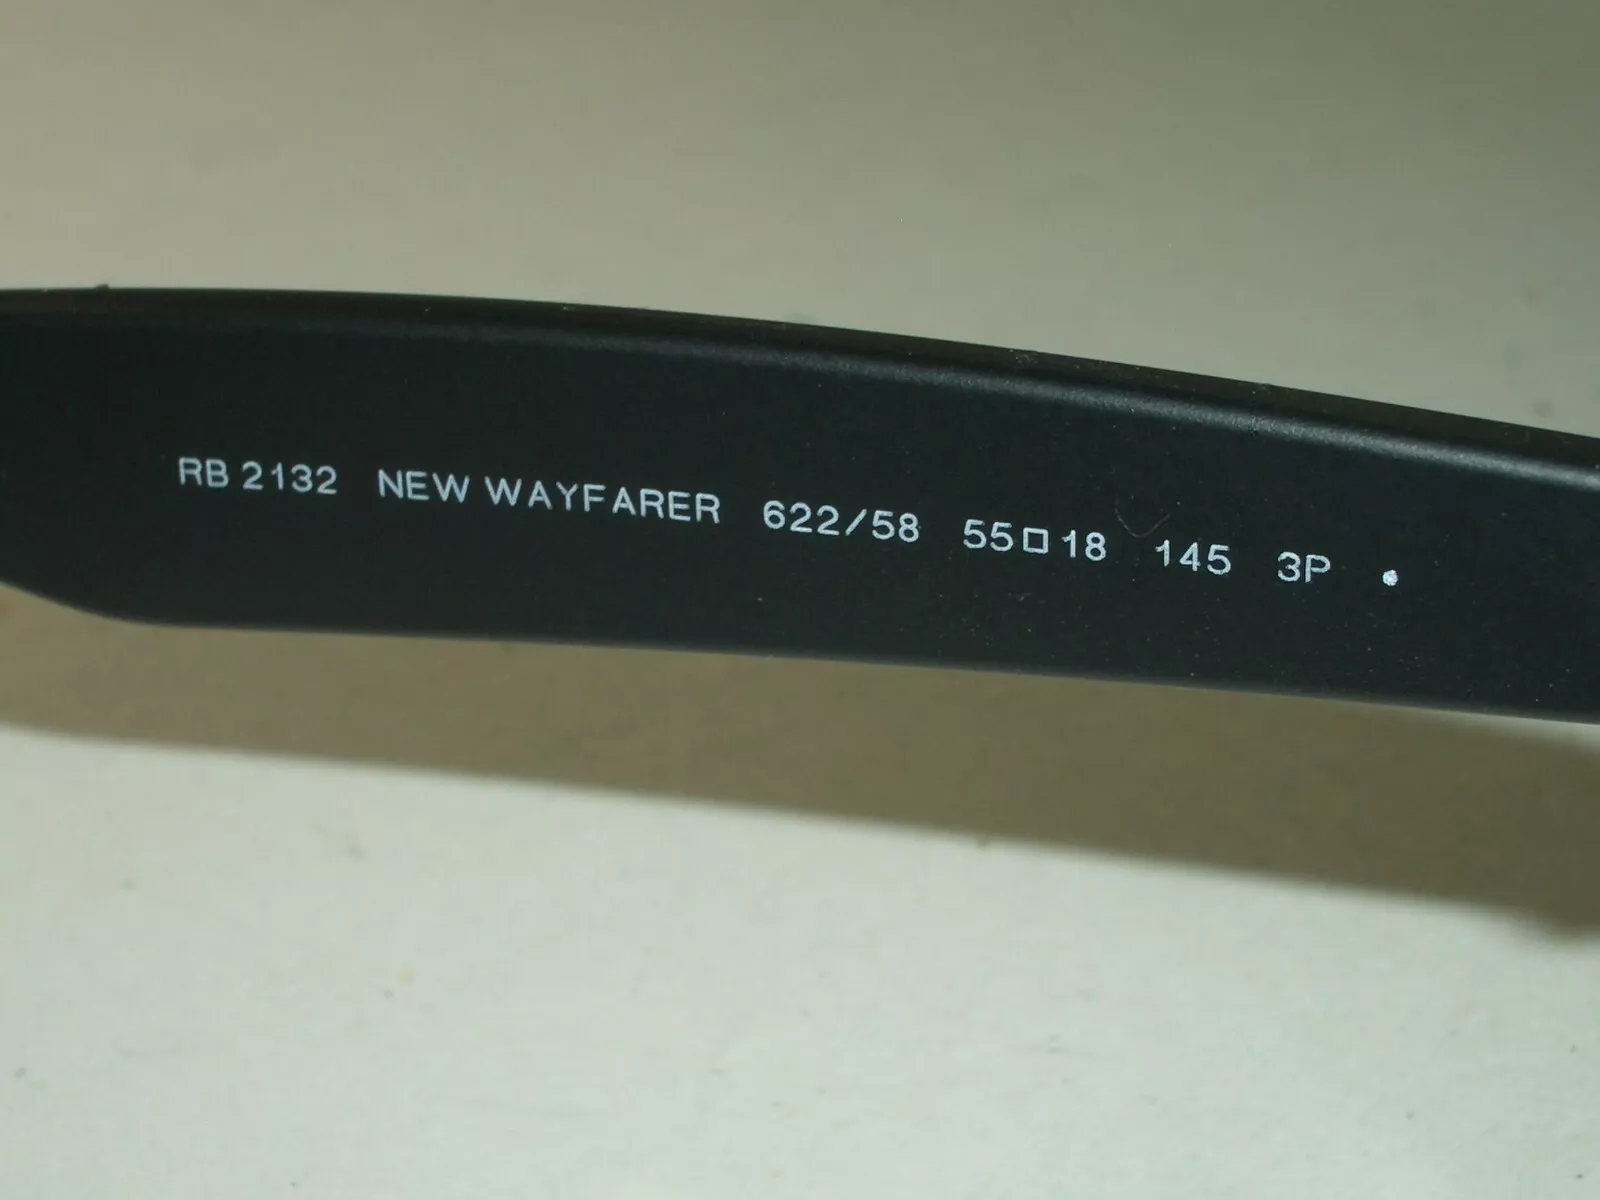 RB 2132 NEW WAYFARER 622/58 55□18 145 3P •